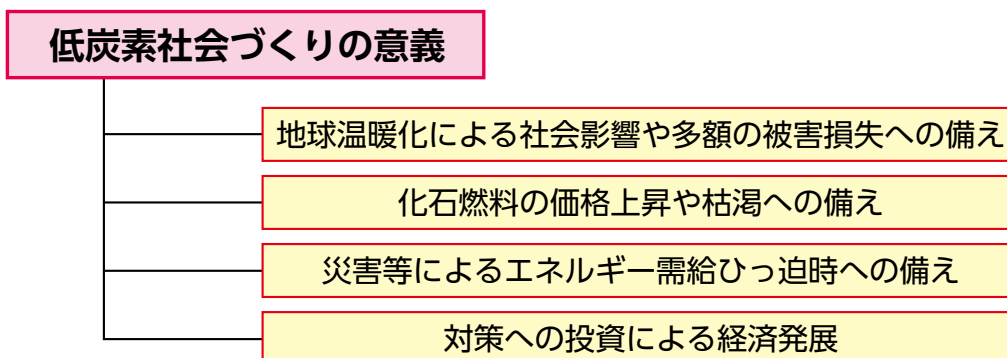 低炭素社会づくりの意義
地球温暖化による社会影響や多額の被害損失への備え
化石燃料の価格上昇や枯渇への備え
災害等によるエネルギー需給ひっ迫時への備え
対策への投資による経済発展